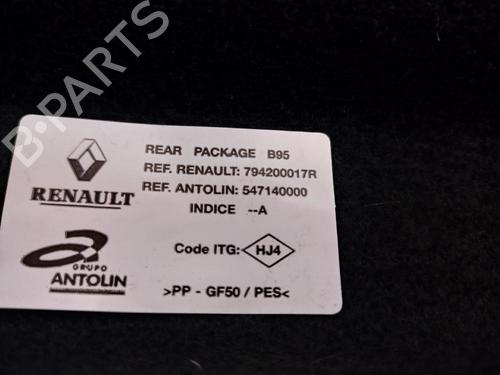 B-PARTS
REAR PACKAGE B95
REF. RENAULT: 794200017R
REF. ANTOLIN: 547140000
INDICE --A
RENAULT
Code ITG: HJ4
GRUPO
ANTOLIN
>PP - GF50 / PES<